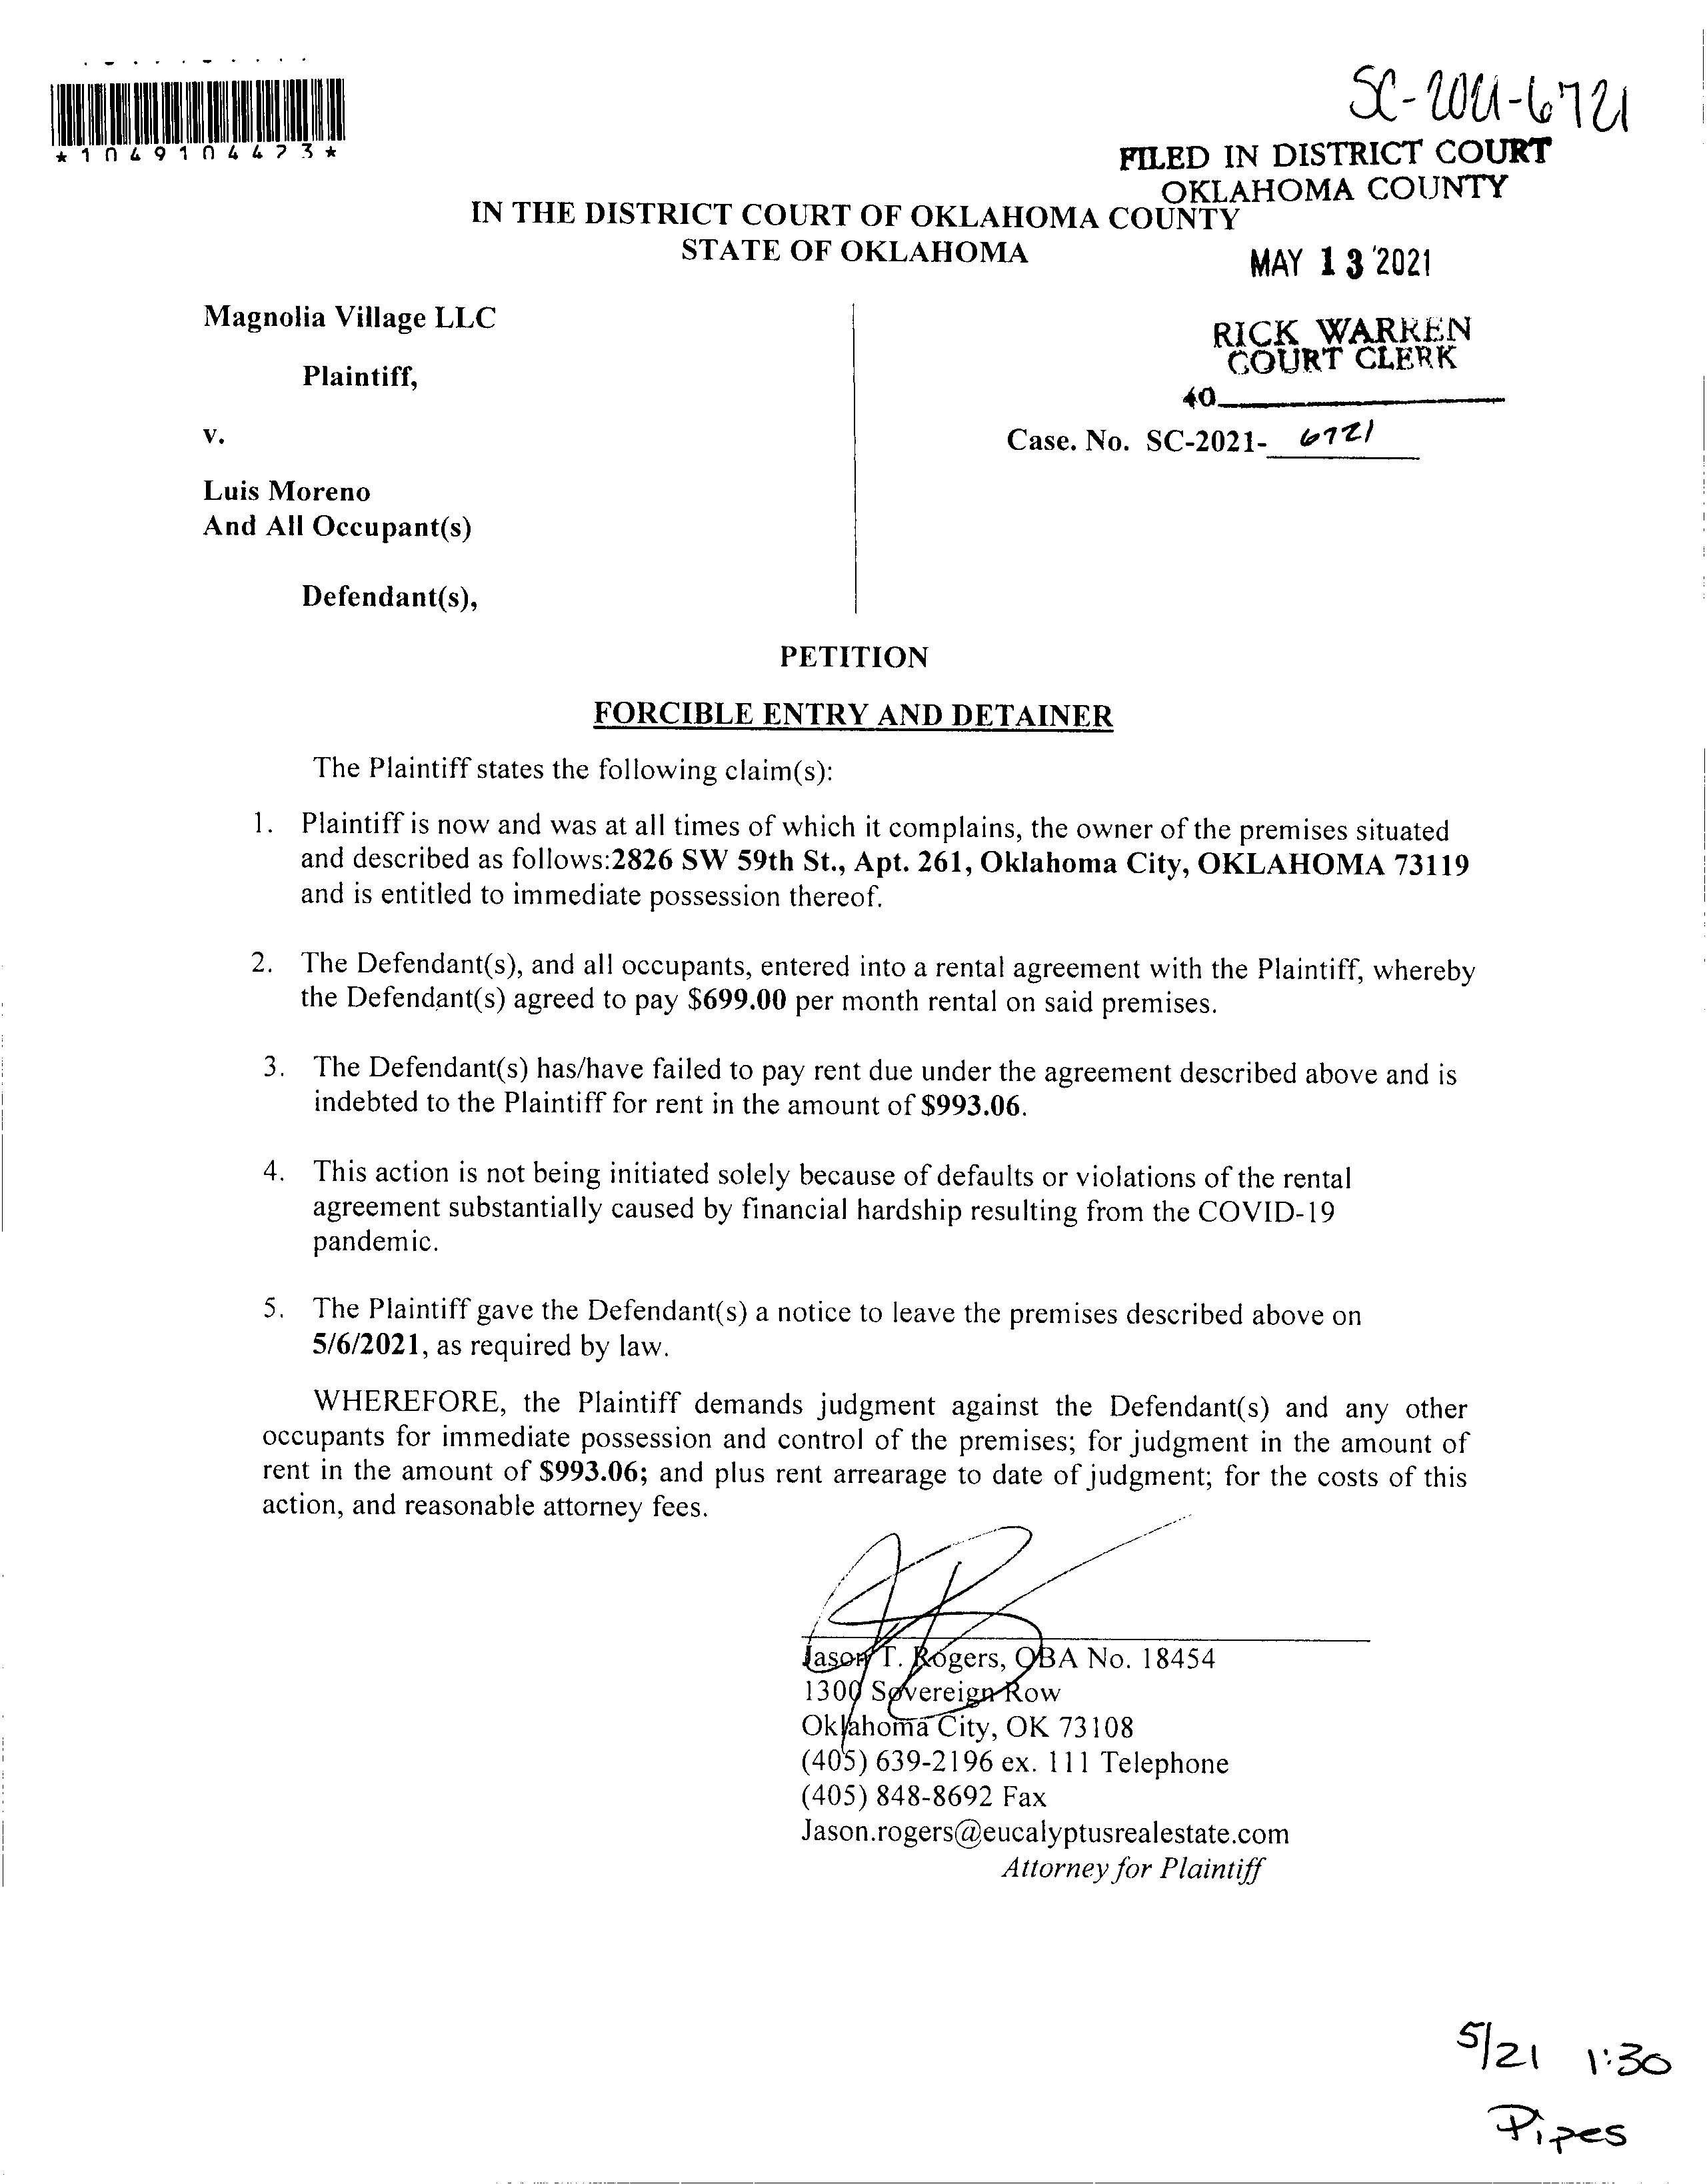 SC-2021-6721
*1049104473*
FILED IN DISTRICT COURT
OKLAHOMA COUNTY
IN THE DISTRICT COURT OF OKLAHOMA COUNTY
STATE OF OKLAHOMA
MAY 13 '2021
Magnolia Village LLC
RICK WARREN
COURT CLERK
Plaintiff,
40
v.
Case. No. SC-2021- 6721
Luis Moreno
And All Occupant(s)
Defendant(s),
PETITION
FORCIBLE ENTRY AND DETAINER
The Plaintiff states the following claim(s):
1. Plaintiff is now and was at all times of which it complains, the owner of the premises situated
and described as follows:2826 SW 59th St., Apt. 261, Oklahoma City, OKLAHOMA 73119
and is entitled to immediate possession thereof.
2. The Defendant(s), and all occupants, entered into a rental agreement with the Plaintiff, whereby
the Defendant(s) agreed to pay $699.00 per month rental on said premises.
3. The Defendant(s) has/have failed to pay rent due under the agreement described above and is
indebted to the Plaintiff for rent in the amount of $993.06.
4. This action is not being initiated solely because of defaults or violations of the rental
agreement substantially caused by financial hardship resulting from the COVID-19
pandemic.
5. The Plaintiff gave the Defendant(s) a notice to leave the premises described above on
5/6/2021, as required by law.
WHEREFORE, the Plaintiff demands judgment against the Defendant(s) and any other
occupants for immediate possession and control of the premises; for judgment in the amount of
rent in the amount of $993.06; and plus rent arrearage to date of judgment; for the costs of this
action, and reasonable attorney fees.
Jason T. Rogers, OBA No. 18454
1300 Sovereign Row
Oklahoma City, OK 73108
(405) 639-2196 ex. 111 Telephone
(405) 848-8692 Fax
Jason.rogers@eucalyptusrealestate.com
Attorney for Plaintiff
5/21 1:30
Pipes